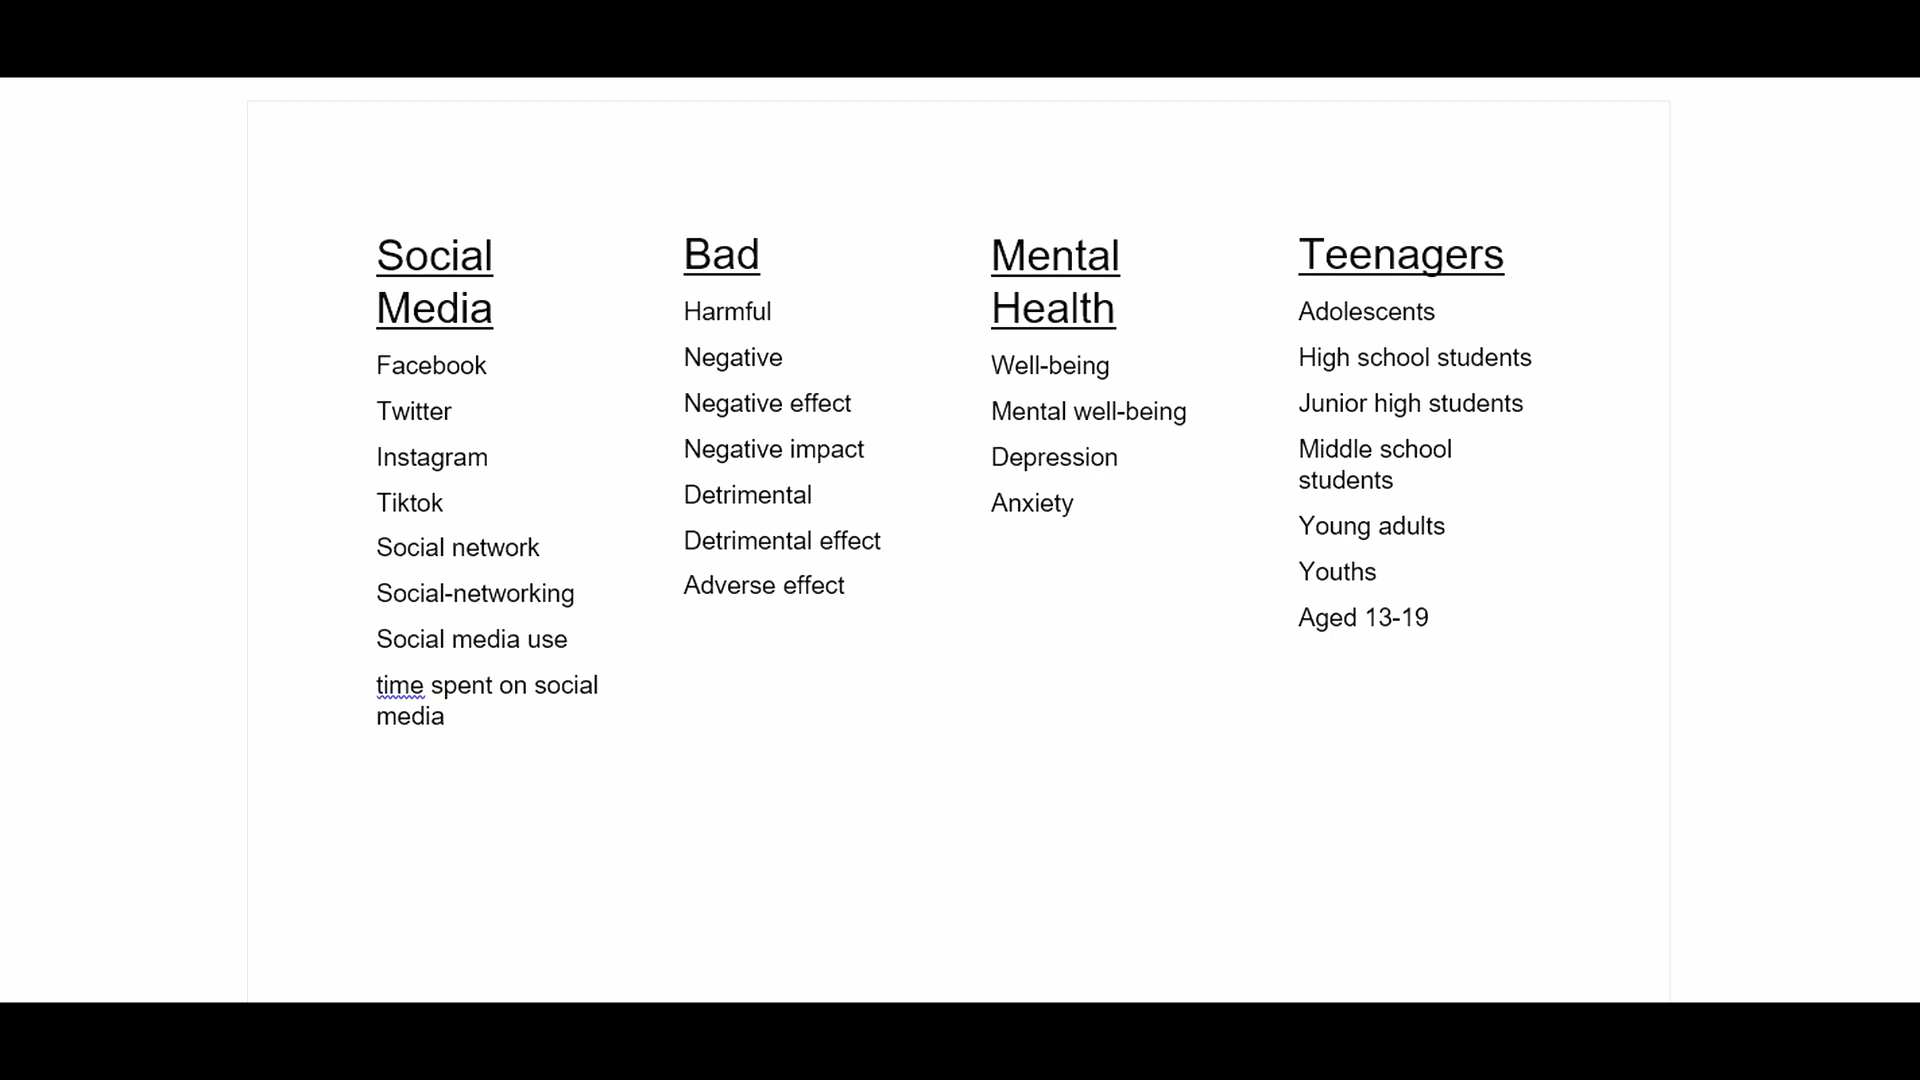 Social
Media
Facebook
Twitter
Instagram
Tiktok
Social network
Social-networking
Social media use
time spent on social
media
Bad
Harmful
Negative
Negative effect
Negative impact
Detrimental
Detrimental effect
Adverse effect
Mental
Health
Well-being
Mental well-being
Depression
Anxiety
Teenagers
Adolescents
High school students
Junior high students
Middle school
students
Young adults
Youths
Aged 13-19